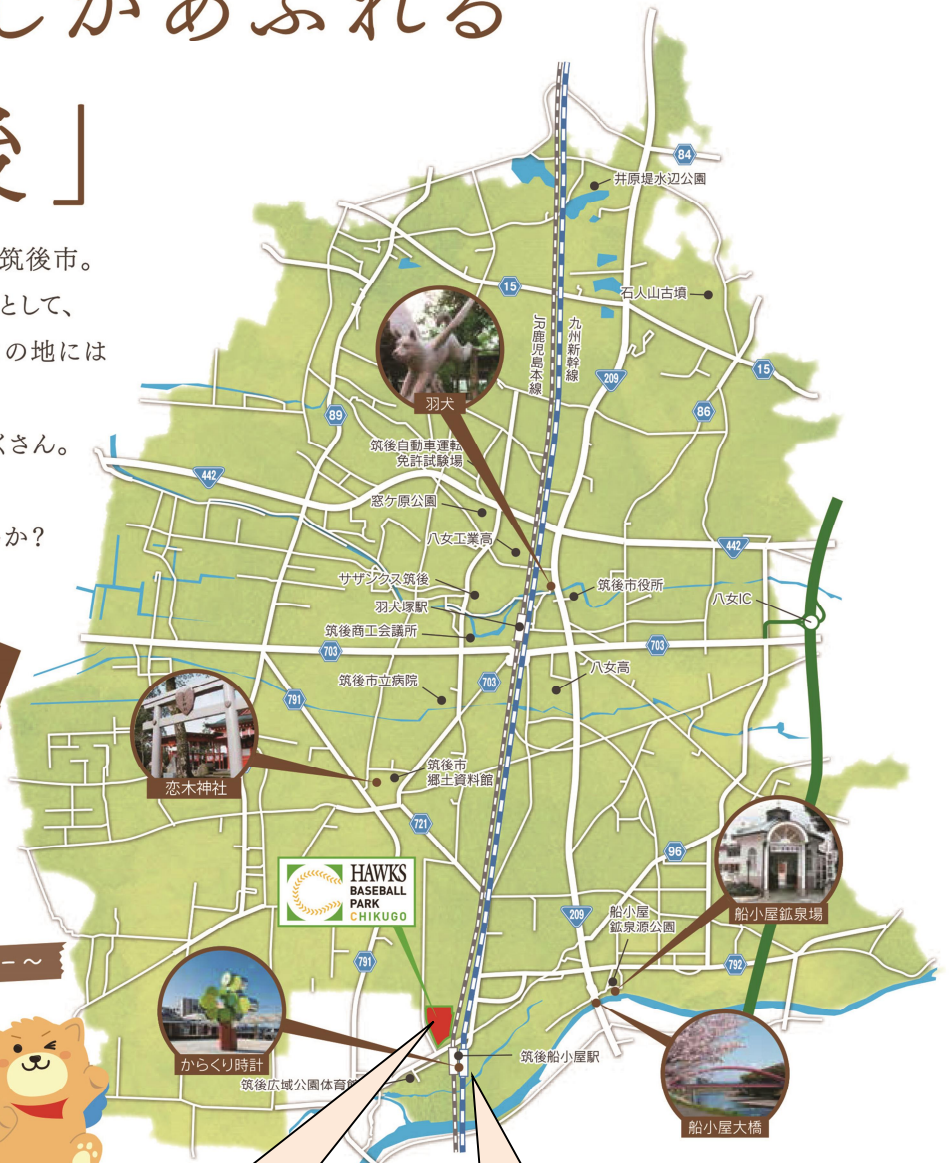 しがあふれる
後」
筑後市。
として、
の地には
くさん。
か？
84
井原堤水辺公園
15
石人山古墳
JR鹿児島本線
九州新幹線
209
15
羽犬
89
86
筑後自動車運転
免許試験場
442
窓ケ原公園
八女工業高
442
サザンクス筑後
筑後市役所
八女IC
羽犬塚駅
筑後商工会議所
703
703
八女高
筑後市立病院
703
791
恋木神社
筑後市
郷土資料館
721
96
HAWKS
BASEBALL
PARK
CHIKUGO
船小屋鉱泉場
209
船小屋
鉱泉源公園
791
792
ー～
からくり時計
筑後船小屋駅
筑後広域公園体育館
船小屋大橋